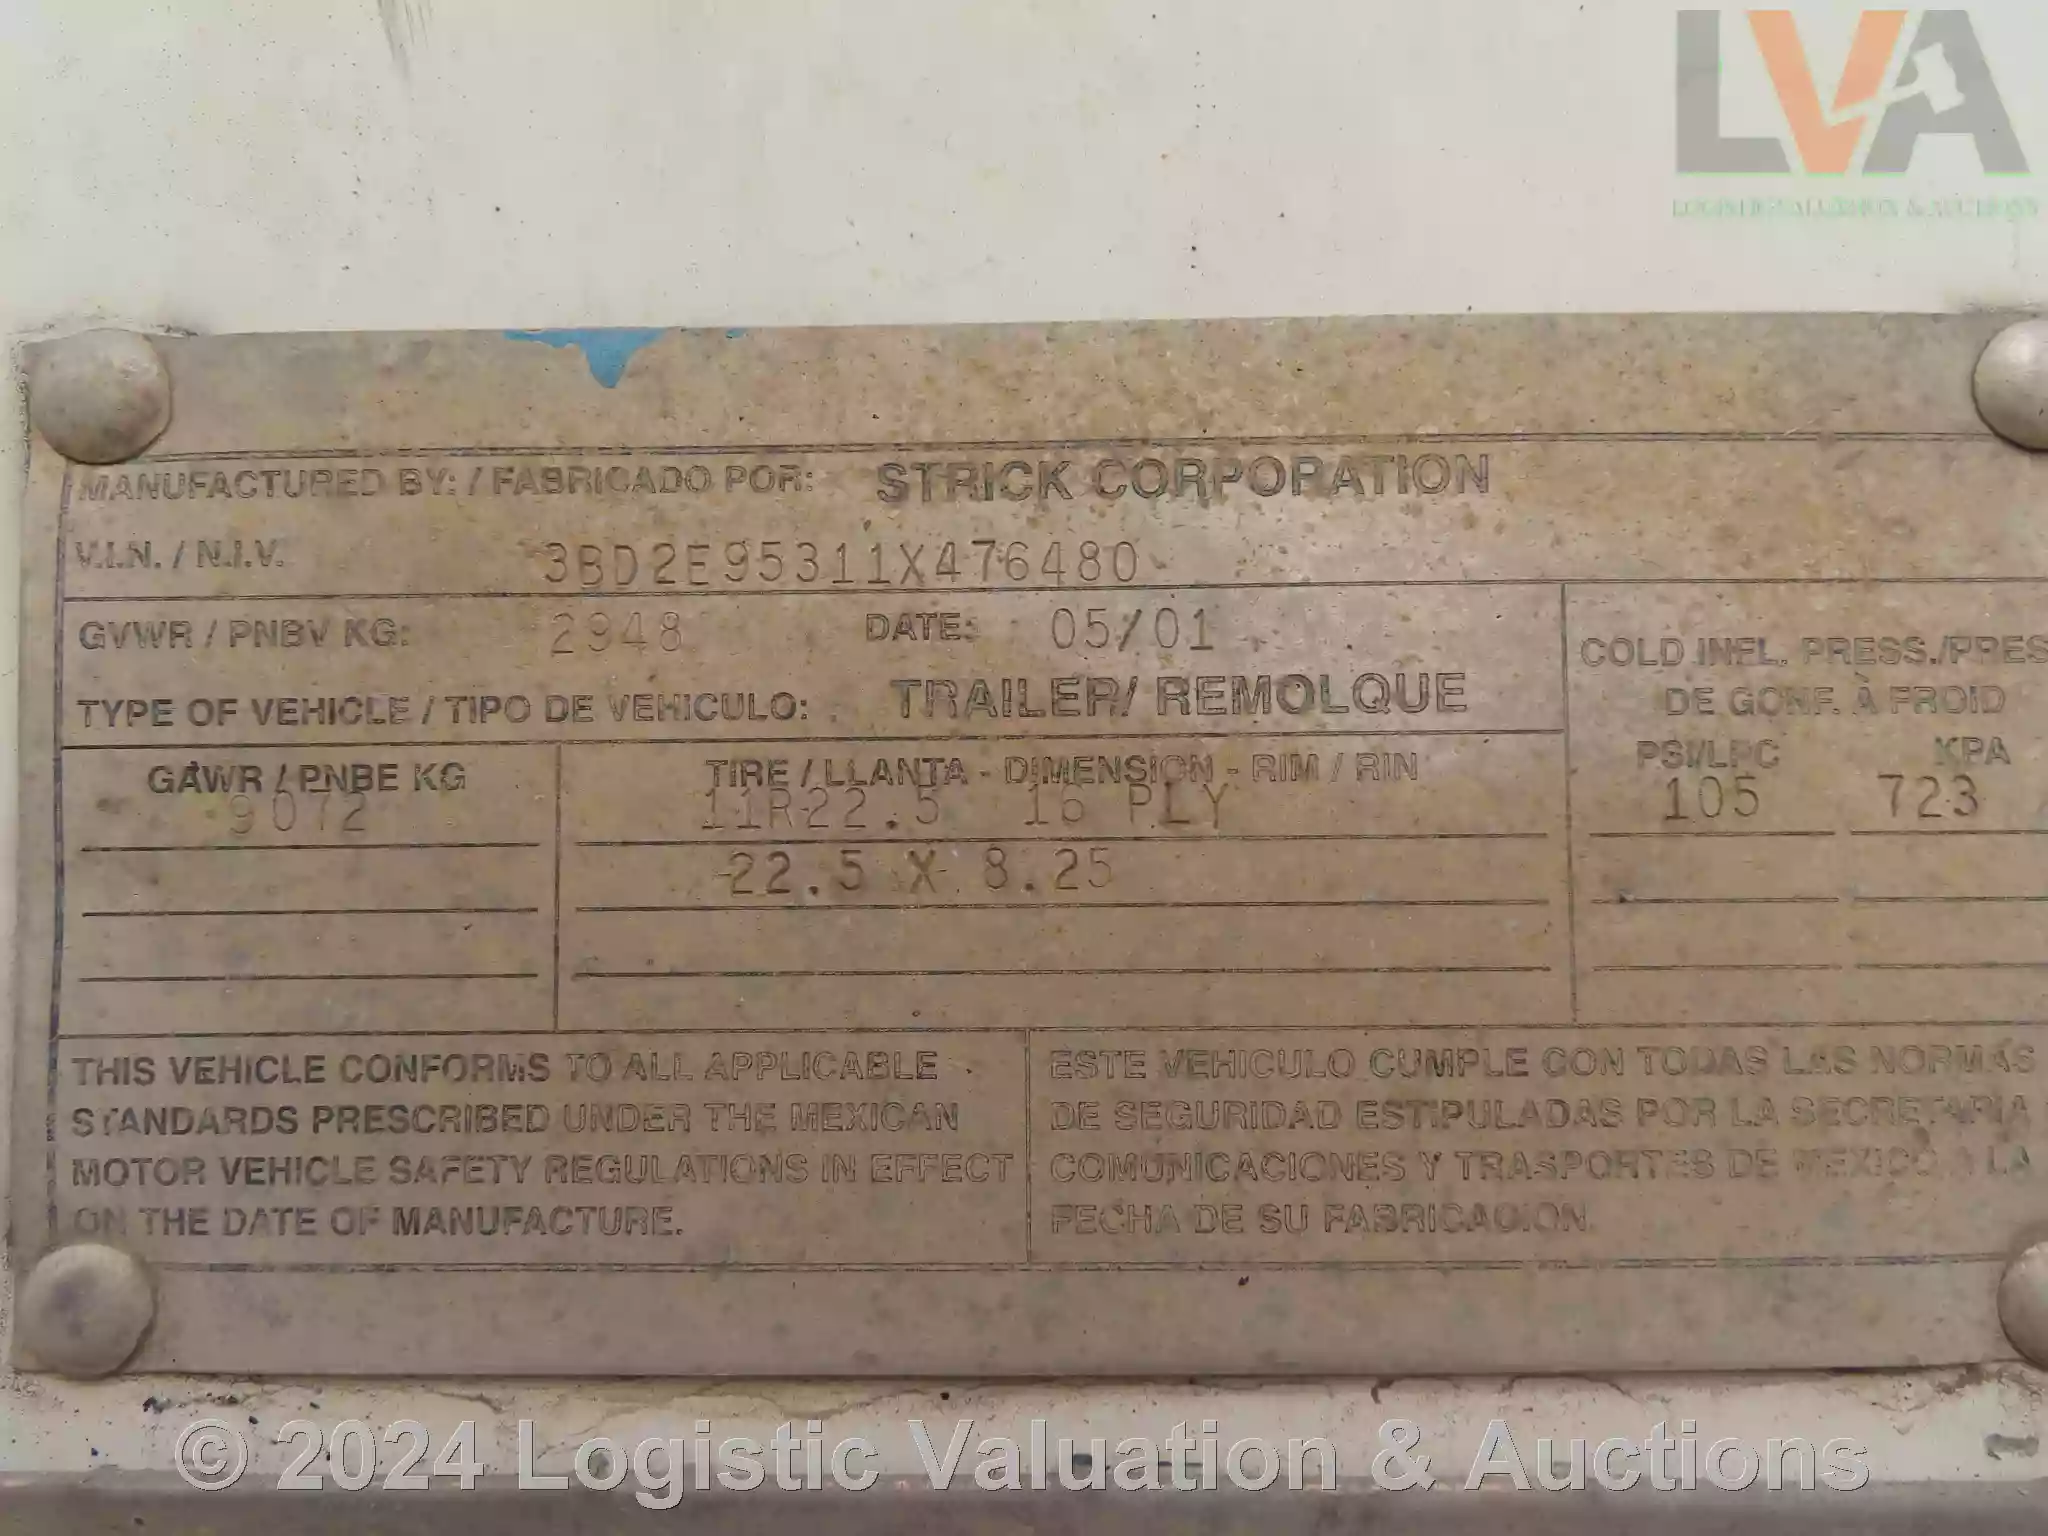 LVA
LOGISTIC VALUATION & AUCTIONS
MANUFACTURED BY: / FABRICADO POR: STRICK CORPORATION
V.I.N. / N.I.V. 3BD2E95311X476480
GVWR / PNBV KG: 2948 DATE: 05/01
TYPE OF VEHICLE / TIPO DE VEHICULO: TRAILER/ REMOLQUE
COLD INFL. PRESS./PRES
DE GONF. À FROID
PSI/LPC KPA
GAWR / PNBE KG TIRE / LLANTA - DIMENSION - RIM / RIN
9072 11R22.5 16 PLY 105 723
22.5 X 8.25
THIS VEHICLE CONFORMS TO ALL APPLICABLE
STANDARDS PRESCRIBED UNDER THE MEXICAN
MOTOR VEHICLE SAFETY REGULATIONS IN EFFECT
ON THE DATE OF MANUFACTURE.
ESTE VEHICULO CUMPLE CON TODAS LAS NORMAS
DE SEGURIDAD ESTIPULADAS POR LA SECRETARIA
COMUNICACIONES Y TRASPORTES DE MEXICO A LA
FECHA DE SU FABRICACION.
© 2024 Logistic Valuation & Auctions